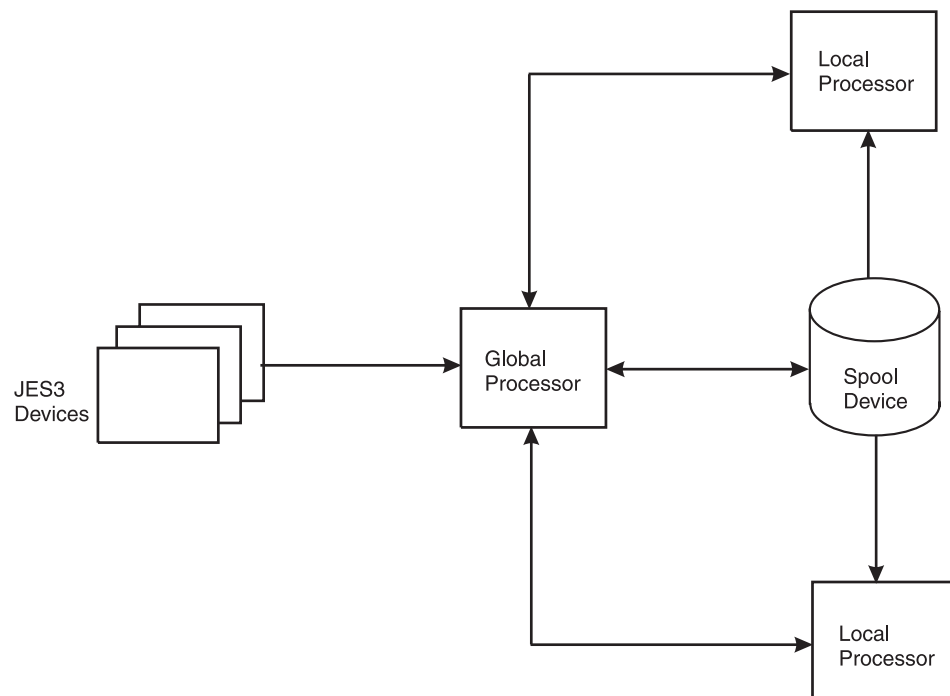 Local
Processor
JES3
Devices
Global
Processor
Spool
Device
Local
Processor